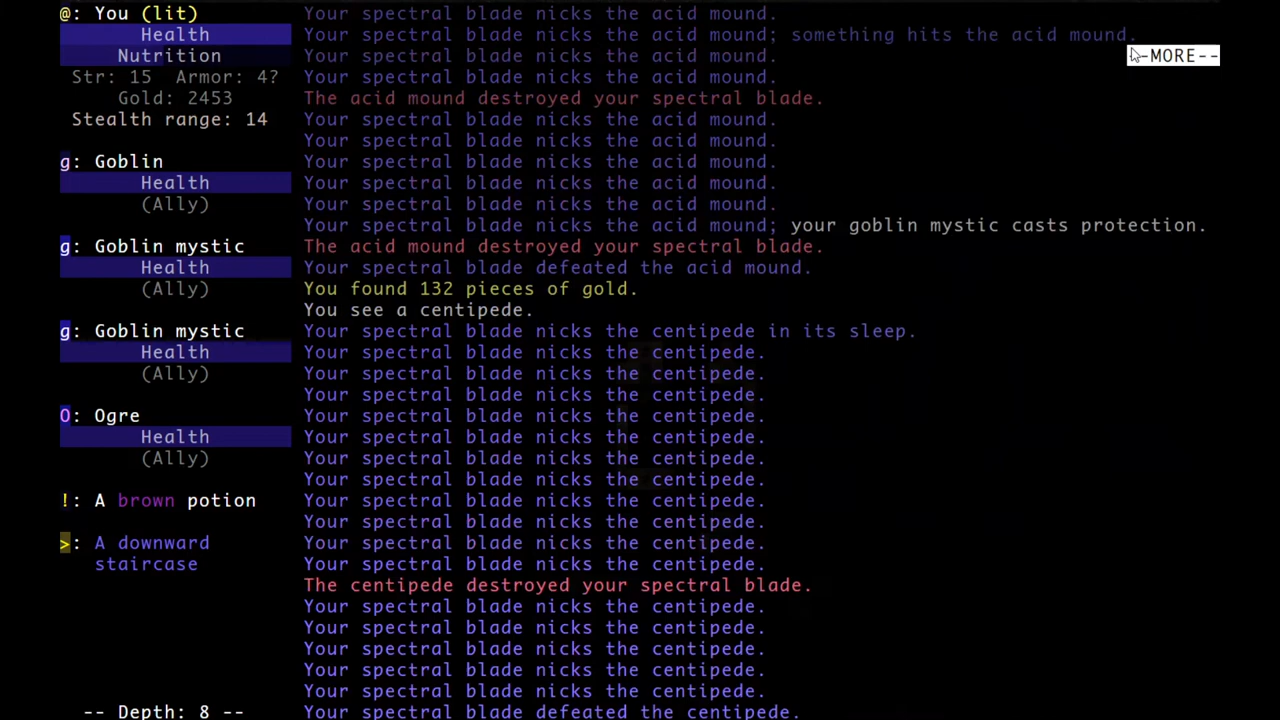 @: You (lit)
Health
Nutrition
Str: 15 Armor: 4?
Gold: 2453
Stealth range: 14
g: Goblin
Health
(Ally)
g: Goblin mystic
Health
(Ally)
g: Goblin mystic
Health
(Ally)
O: Ogre
Health
(Ally)
!: A brown potion
>: A downward
staircase
-- Depth: 8 --
Your spectral blade nicks the acid mound.
Your spectral blade nicks the acid mound; something hits the acid mound.
Your spectral blade nicks the acid mound.
--MORE--
Your spectral blade nicks the acid mound.
The acid mound destroyed your spectral blade.
Your spectral blade nicks the acid mound.
Your spectral blade nicks the acid mound.
Your spectral blade nicks the acid mound.
Your spectral blade nicks the acid mound.
Your spectral blade nicks the acid mound.
Your spectral blade nicks the acid mound; your goblin mystic casts protection.
The acid mound destroyed your spectral blade.
Your spectral blade defeated the acid mound.
You found 132 pieces of gold.
You see a centipede.
Your spectral blade nicks the centipede in its sleep.
Your spectral blade nicks the centipede.
Your spectral blade nicks the centipede.
Your spectral blade nicks the centipede.
Your spectral blade nicks the centipede.
Your spectral blade nicks the centipede.
Your spectral blade nicks the centipede.
Your spectral blade nicks the centipede.
Your spectral blade nicks the centipede.
Your spectral blade nicks the centipede.
Your spectral blade nicks the centipede.
Your spectral blade nicks the centipede.
The centipede destroyed your spectral blade.
Your spectral blade nicks the centipede.
Your spectral blade nicks the centipede.
Your spectral blade nicks the centipede.
Your spectral blade nicks the centipede.
Your spectral blade nicks the centipede.
Your spectral blade defeated the centipede.